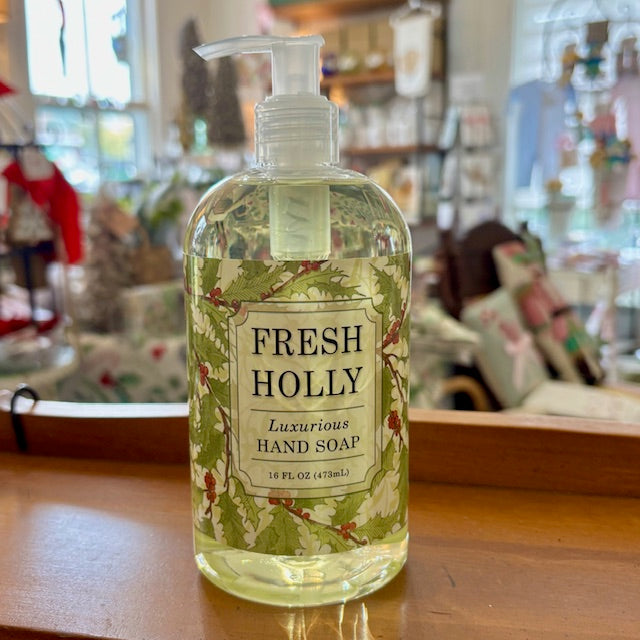 FRESH
HOLLY
Luxurious
HAND SOAP
16 FL OZ (473mL)